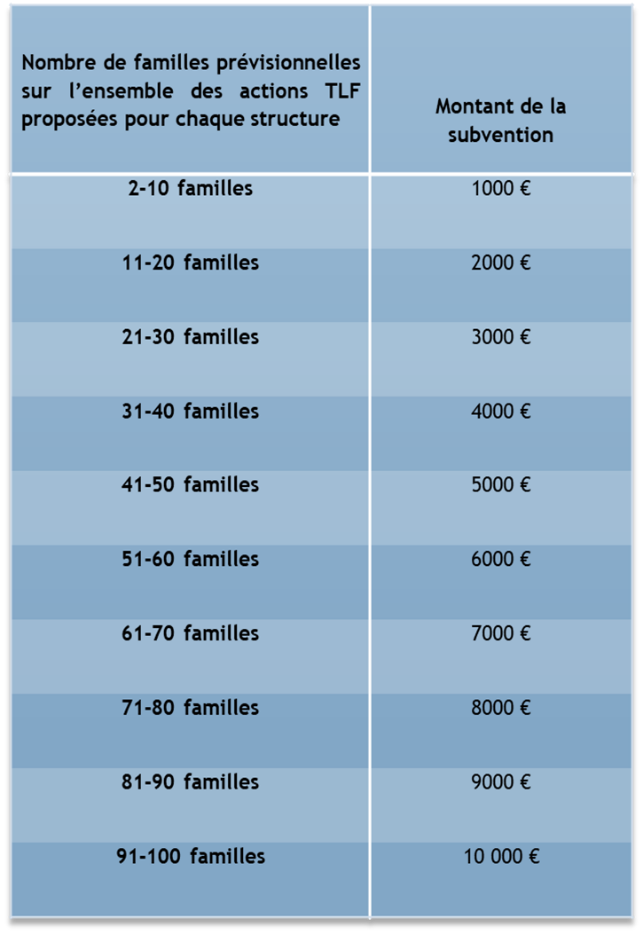 Nombre de familles prévisionnelles
sur l'ensemble des actions TLF
proposées pour chaque structure
Montant de la
subvention
2-10 familles 1000 €
11-20 familles 2000 €
21-30 familles 3000 €
31-40 familles 4000 €
41-50 familles 5000 €
51-60 familles 6000 €
61-70 familles 7000 €
71-80 familles 8000 €
81-90 familles 9000 €
91-100 familles 10 000 €